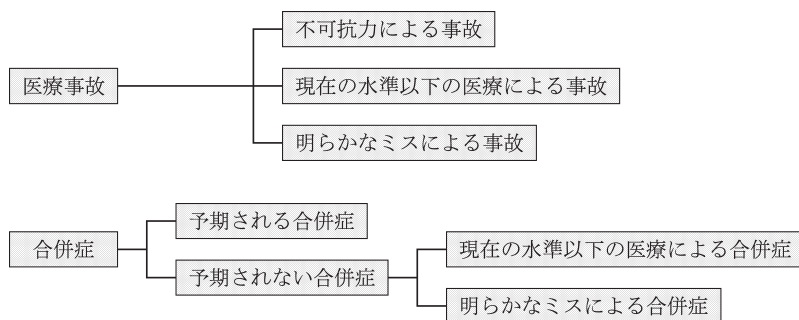 医療事故
不可抗力による事故
現在の水準以下の医療による事故
明らかなミスによる事故
合併症
予期される合併症
予期されない合併症
現在の水準以下の医療による合併症
明らかなミスによる合併症